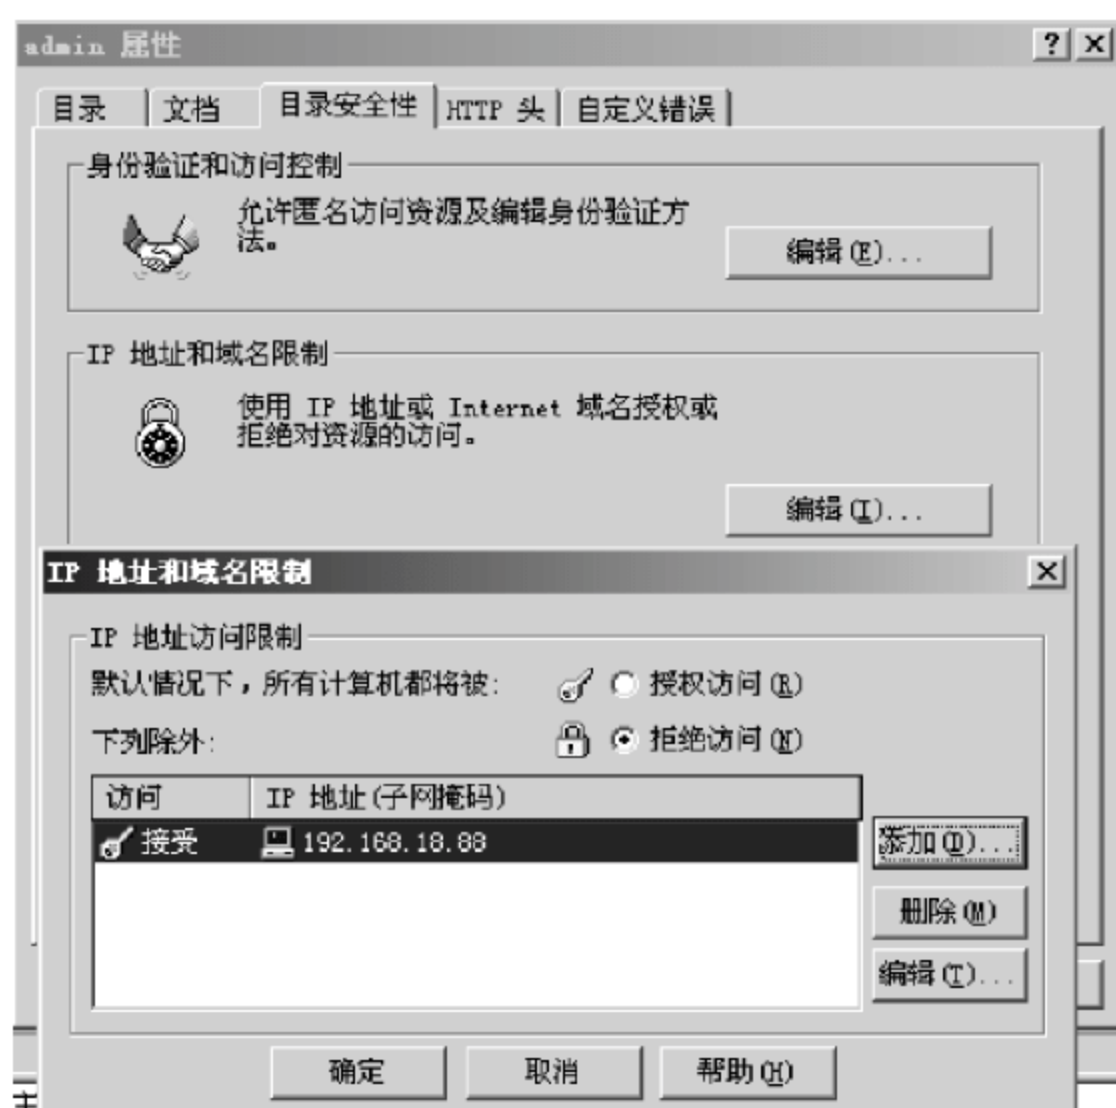 admin 属性
目录 文档 目录安全性 HTTP 头 自定义错误
身份验证和访问控制
允许匿名访问资源及编辑身份验证方
法。
编辑(E)...
IP 地址和域名限制
使用 IP 地址或 Internet 域名授权或
拒绝对资源的访问。
编辑(I)...
IP 地址和域名限制
IP 地址访问限制
默认情况下，所有计算机都将被: 授权访问(R)
下列除外: 拒绝访问(N)
访问 IP 地址(子网掩码)
接受 192.168.18.88
添加(D)...
删除(M)
编辑(T)...
确定 取消 帮助(H)